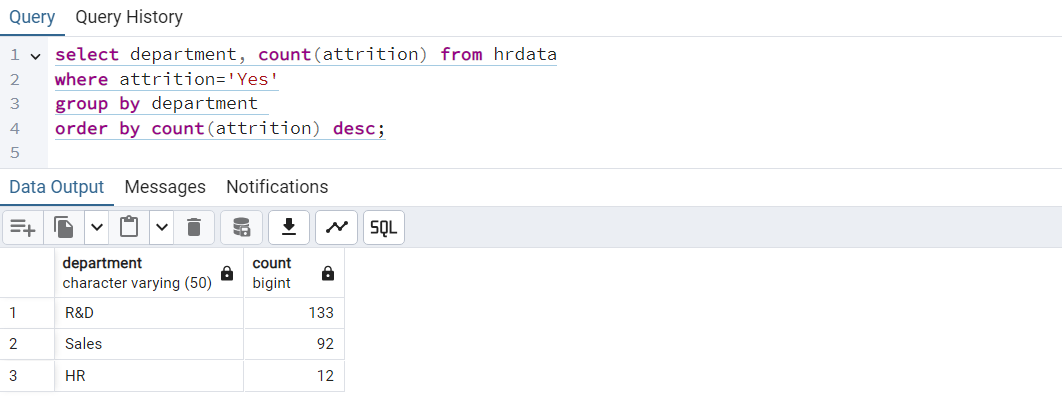 Query Query History
1 select department, count(attrition) from hrdata
2 where attrition='Yes'
3 group by department
4 order by count(attrition) desc;
5
Data Output Messages Notifications
SQL
department count
character varying (50) bigint
1 R&D 133
2 Sales 92
3 HR 12